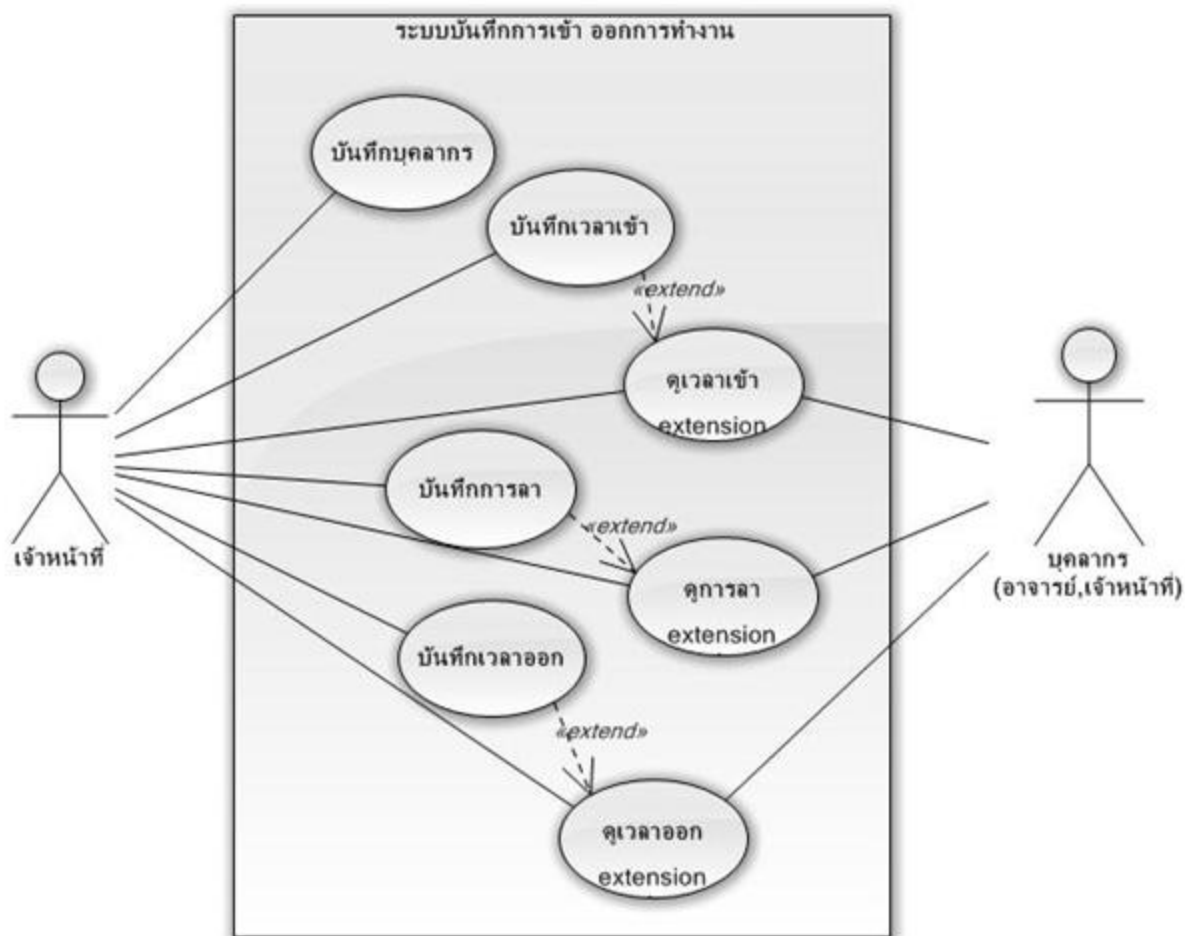 ระบบบันทึกการเข้า ออกการทำงาน
บันทึกบุคลากร
บันทึกเวลาเข้า
«extend»
ดูเวลาเข้า
extension
บันทึกการลา
«extend»
ดูการลา
extension
บันทึกเวลาออก
«extend»
ดูเวลาออก
extension
เจ้าหน้าที่
บุคลากร
(อาจารย์,เจ้าหน้าที่)